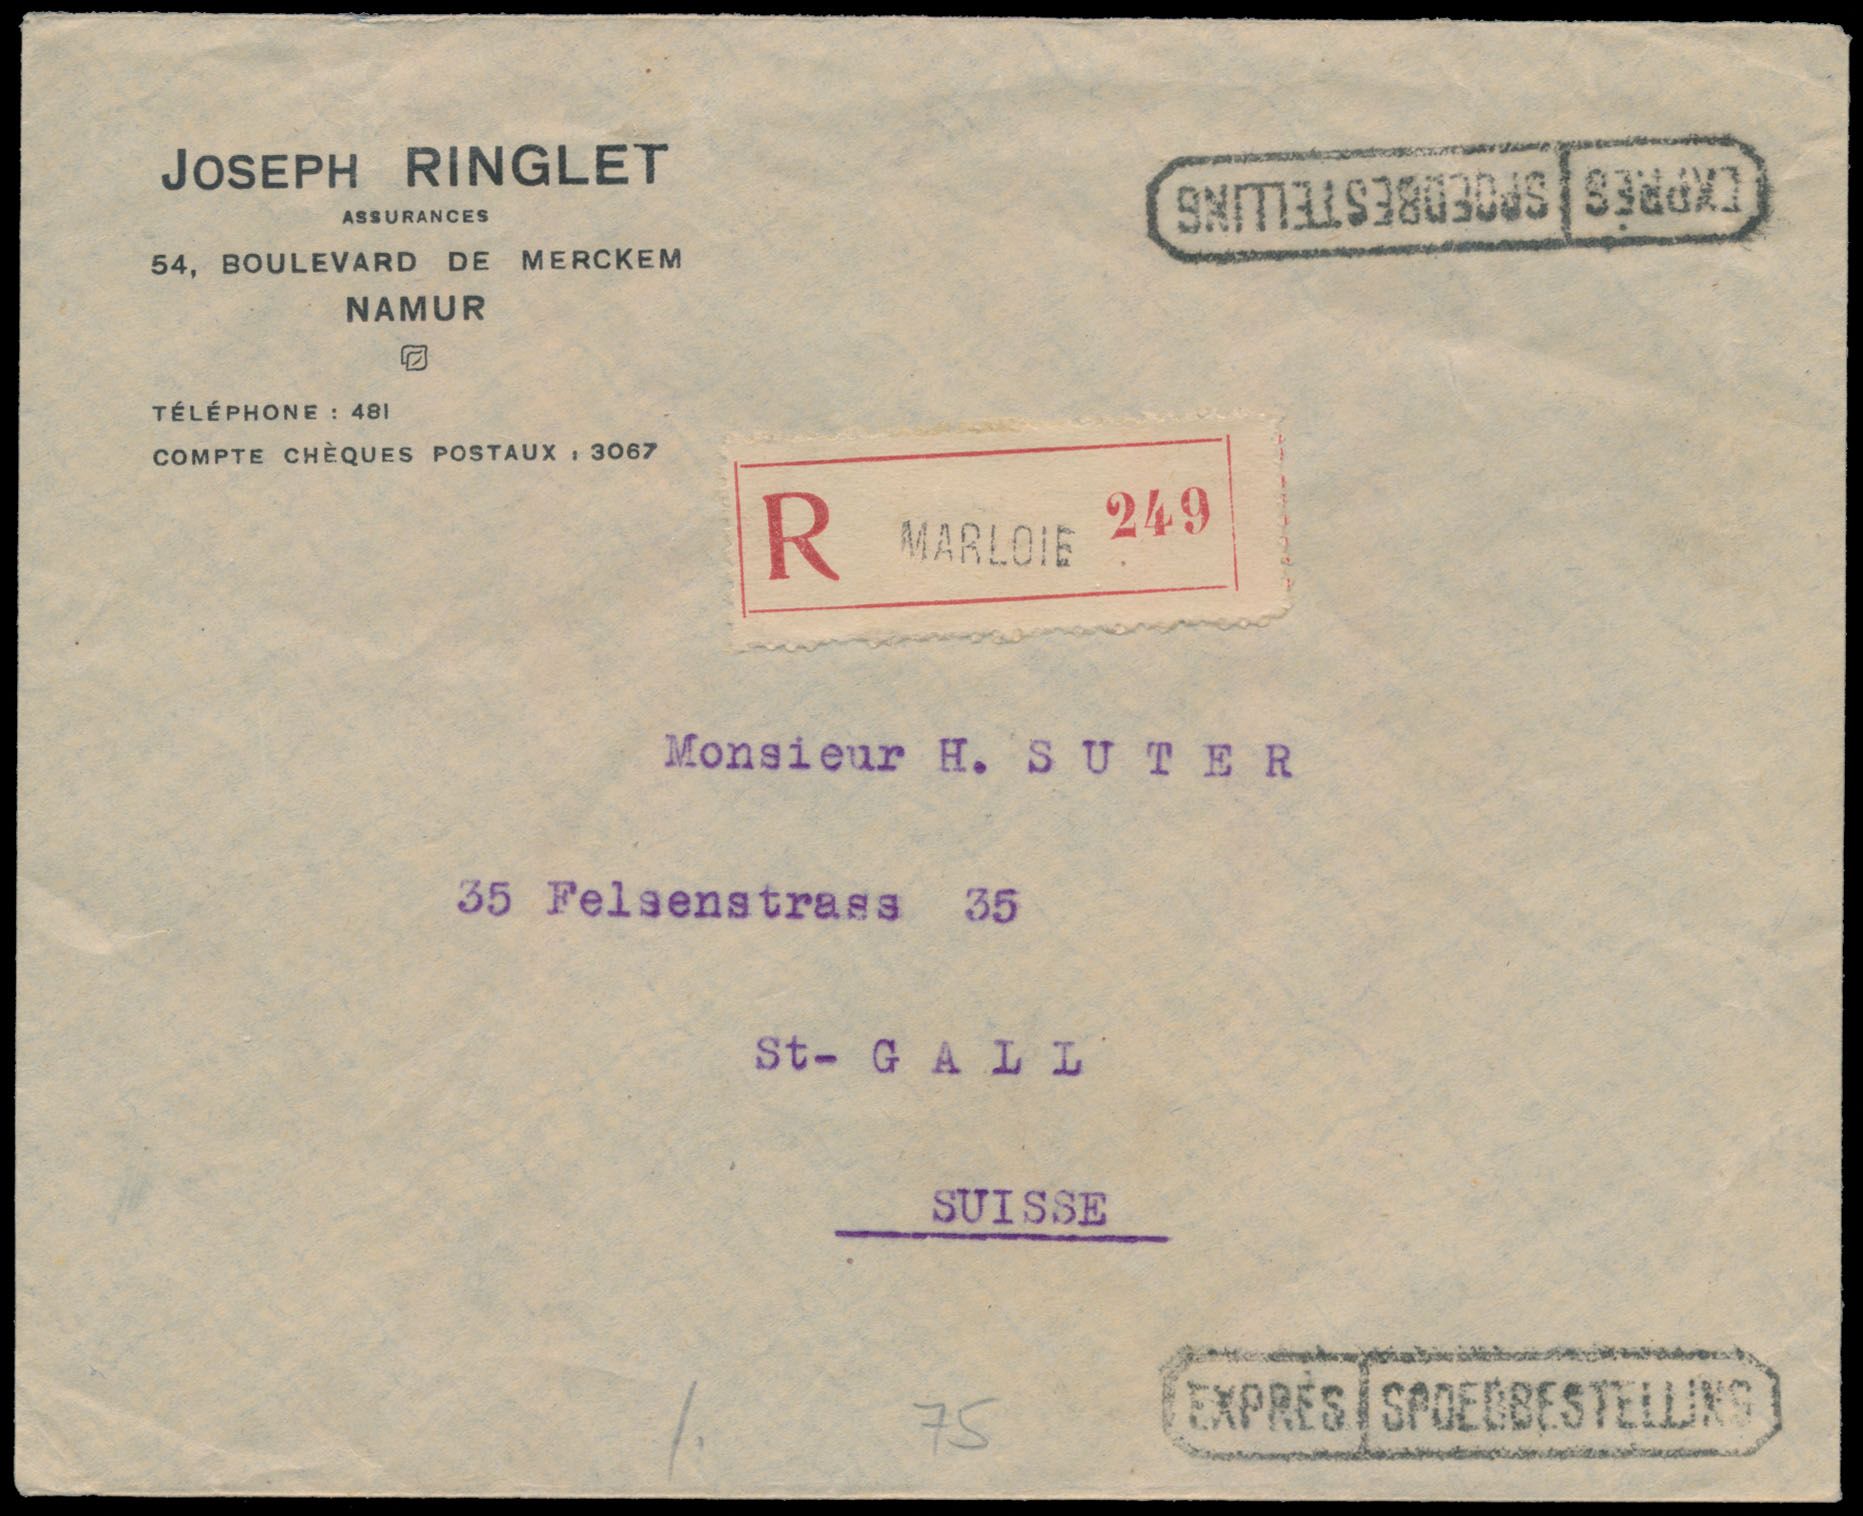 JOSEPH RINGLET
ASSURANCES
54, BOULEVARD DE MERCKEM
NAMUR
TÉLÉPHONE : 481
COMPTE CHÈQUES POSTAUX : 3067
EXPRÈS SPOEDBESTELLING
R MARLOIE 249
Monsieur H. S U T E R
35 Felsenstrass 35
St- G A L L
SUISSE
75
EXPRÈS SPOEDBESTELLING